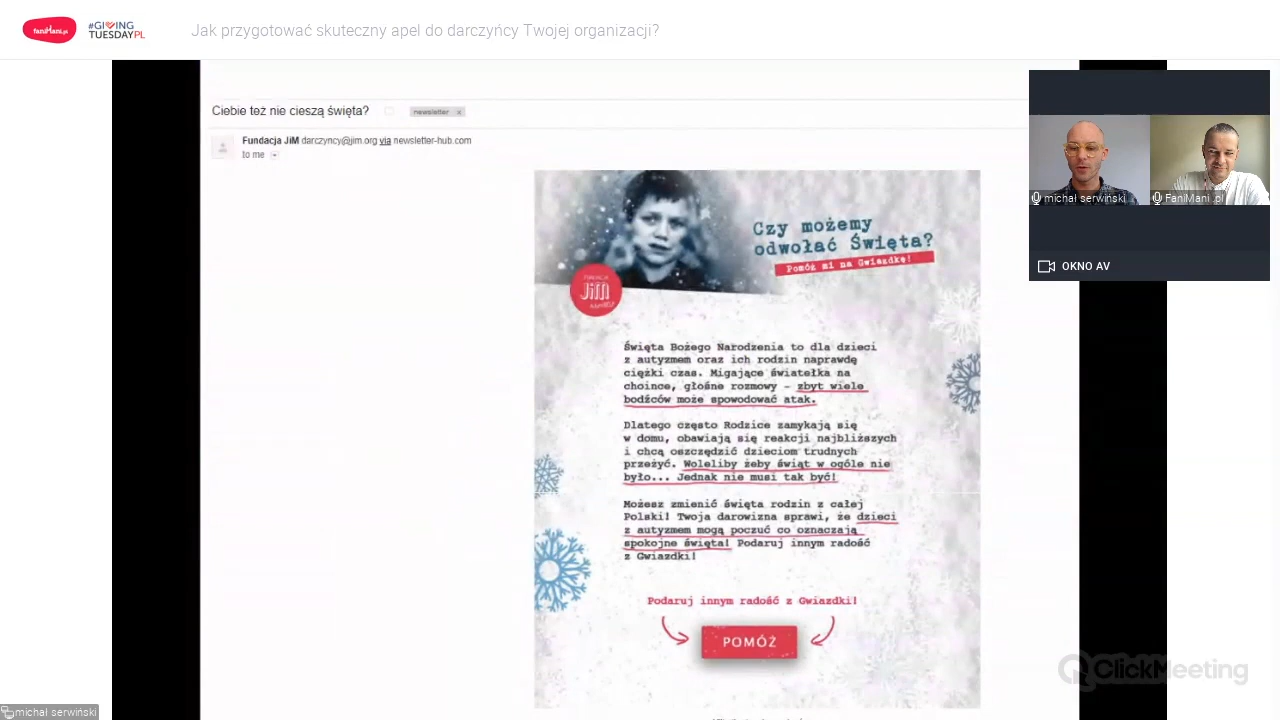 faniMani.pl
#GIVING
TUESDAYPL
Jak przygotować skuteczny apel do darczyńcy Twojej organizacji?
Ciebie też nie cieszą święta?
newsletter x
Fundacja JiM darczyncy@jim.org via newsletter-hub.com
to me
Czy możemy
odwołać Święta?
Pomóż mi na Gwiazdkę!
FUNDACJA
JiM
Święta Bożego Narodzenia to dla dzieci
z autyzmem oraz ich rodzin naprawdę
ciężki czas. Migające światełka na
choince, głośne rozmowy – zbyt wiele
bodźców może spowodować atak.
Dlatego często Rodzice zamykają się
w domu, obawiają się reakcji najbliższych
i chcą oszczędzić dzieciom trudnych
przeżyć. Woleliby żeby świąt w ogóle nie
było... Jednak nie musi tak być!
Możesz zmienić święta rodzin z całej
Polski! Twoja darowizna sprawi, że dzieci
z autyzmem mogą poczuć co oznaczają
spokojne święta! Podaruj innym radość
z Gwiazdki!
Podaruj innym radość z Gwiazdki!
POMÓŻ
michał serwiński
FaniMani .pl
OKNO AV
ClickMeeting
michał serwiński